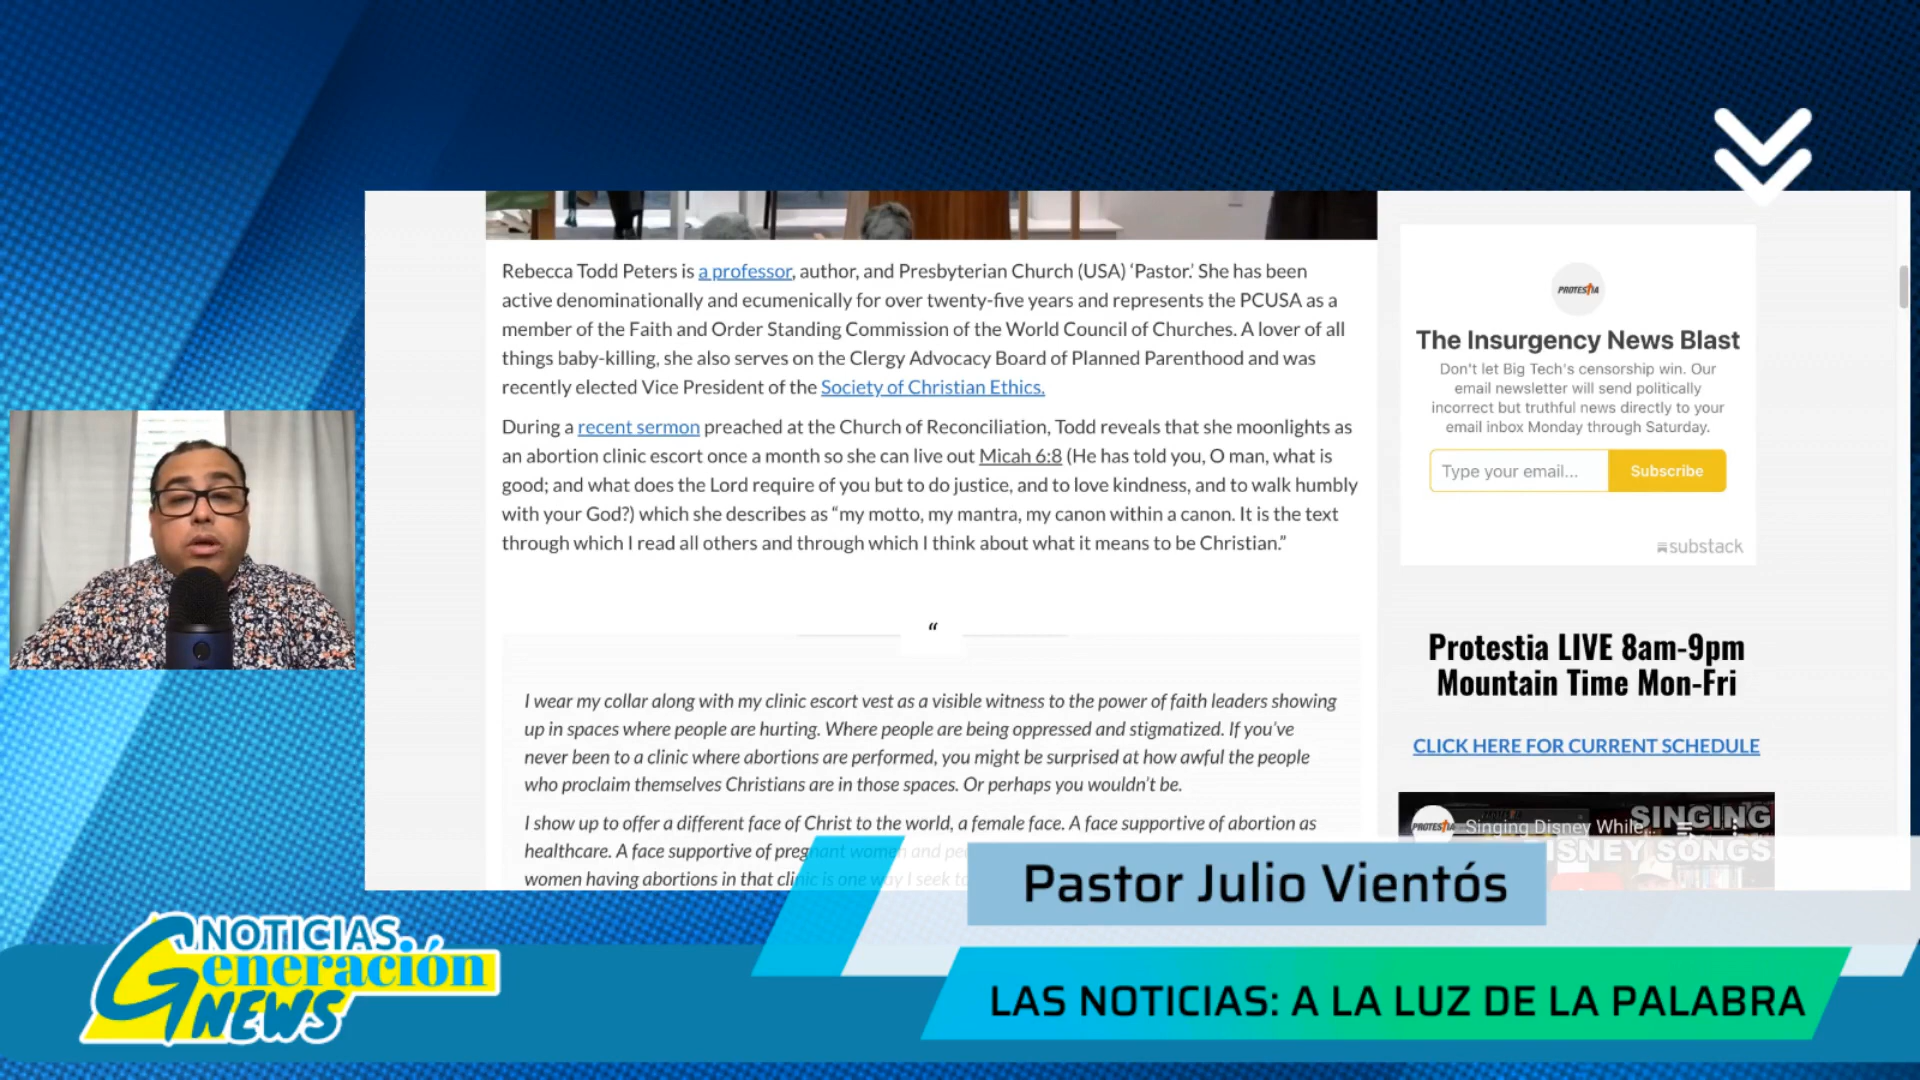 Rebecca Todd Peters is a professor, author, and Presbyterian Church (USA) ‘Pastor.’ She has been
active denominationally and ecumenically for over twenty-five years and represents the PCUSA as a
member of the Faith and Order Standing Commission of the World Council of Churches. A lover of all
things baby-killing, she also serves on the Clergy Advocacy Board of Planned Parenthood and was
recently elected Vice President of the Society of Christian Ethics.
During a recent sermon preached at the Church of Reconciliation, Todd reveals that she moonlights as
an abortion clinic escort once a month so she can live out Micah 6:8 (He has told you, O man, what is
good; and what does the Lord require of you but to do justice, and to love kindness, and to walk humbly
with your God?) which she describes as “my motto, my mantra, my canon within a canon. It is the text
through which I read all others and through which I think about what it means to be Christian.”
“
I wear my collar along with my clinic escort vest as a visible witness to the power of faith leaders showing
up in spaces where people are hurting. Where people are being oppressed and stigmatized. If you’ve
never been to a clinic where abortions are performed, you might be surprised at how awful the people
who proclaim themselves Christians are in those spaces. Or perhaps you wouldn’t be.
I show up to offer a different face of Christ to the world, a female face. A face supportive of abortion as
healthcare. A face supportive of pregnant women and
women having abortions in that clinic is one way I seek to
PROTESTIA
The Insurgency News Blast
Don't let Big Tech's censorship win. Our
email newsletter will send politically
incorrect but truthful news directly to your
email inbox Monday through Saturday.
Type your email...
Subscribe
substack
Protestia LIVE 8am-9pm
Mountain Time Mon-Fri
CLICK HERE FOR CURRENT SCHEDULE
PROTESTIA
Singing Disney While...
SINGING
DISNEY SONGS
Pastor Julio Vientós
LAS NOTICIAS: A LA LUZ DE LA PALABRA
NOTICIAS
Generación
NEWS